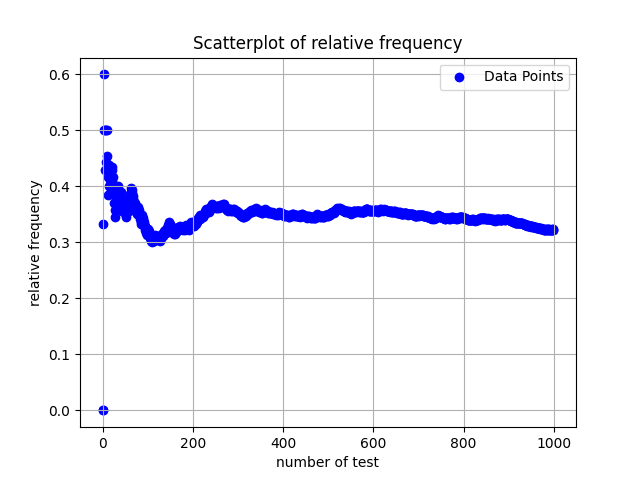 Scatterplot of relative frequency
Data Points
relative frequency
0.6
0.5
0.4
0.3
0.2
0.1
0.0
0 200 400 600 800 1000
number of test